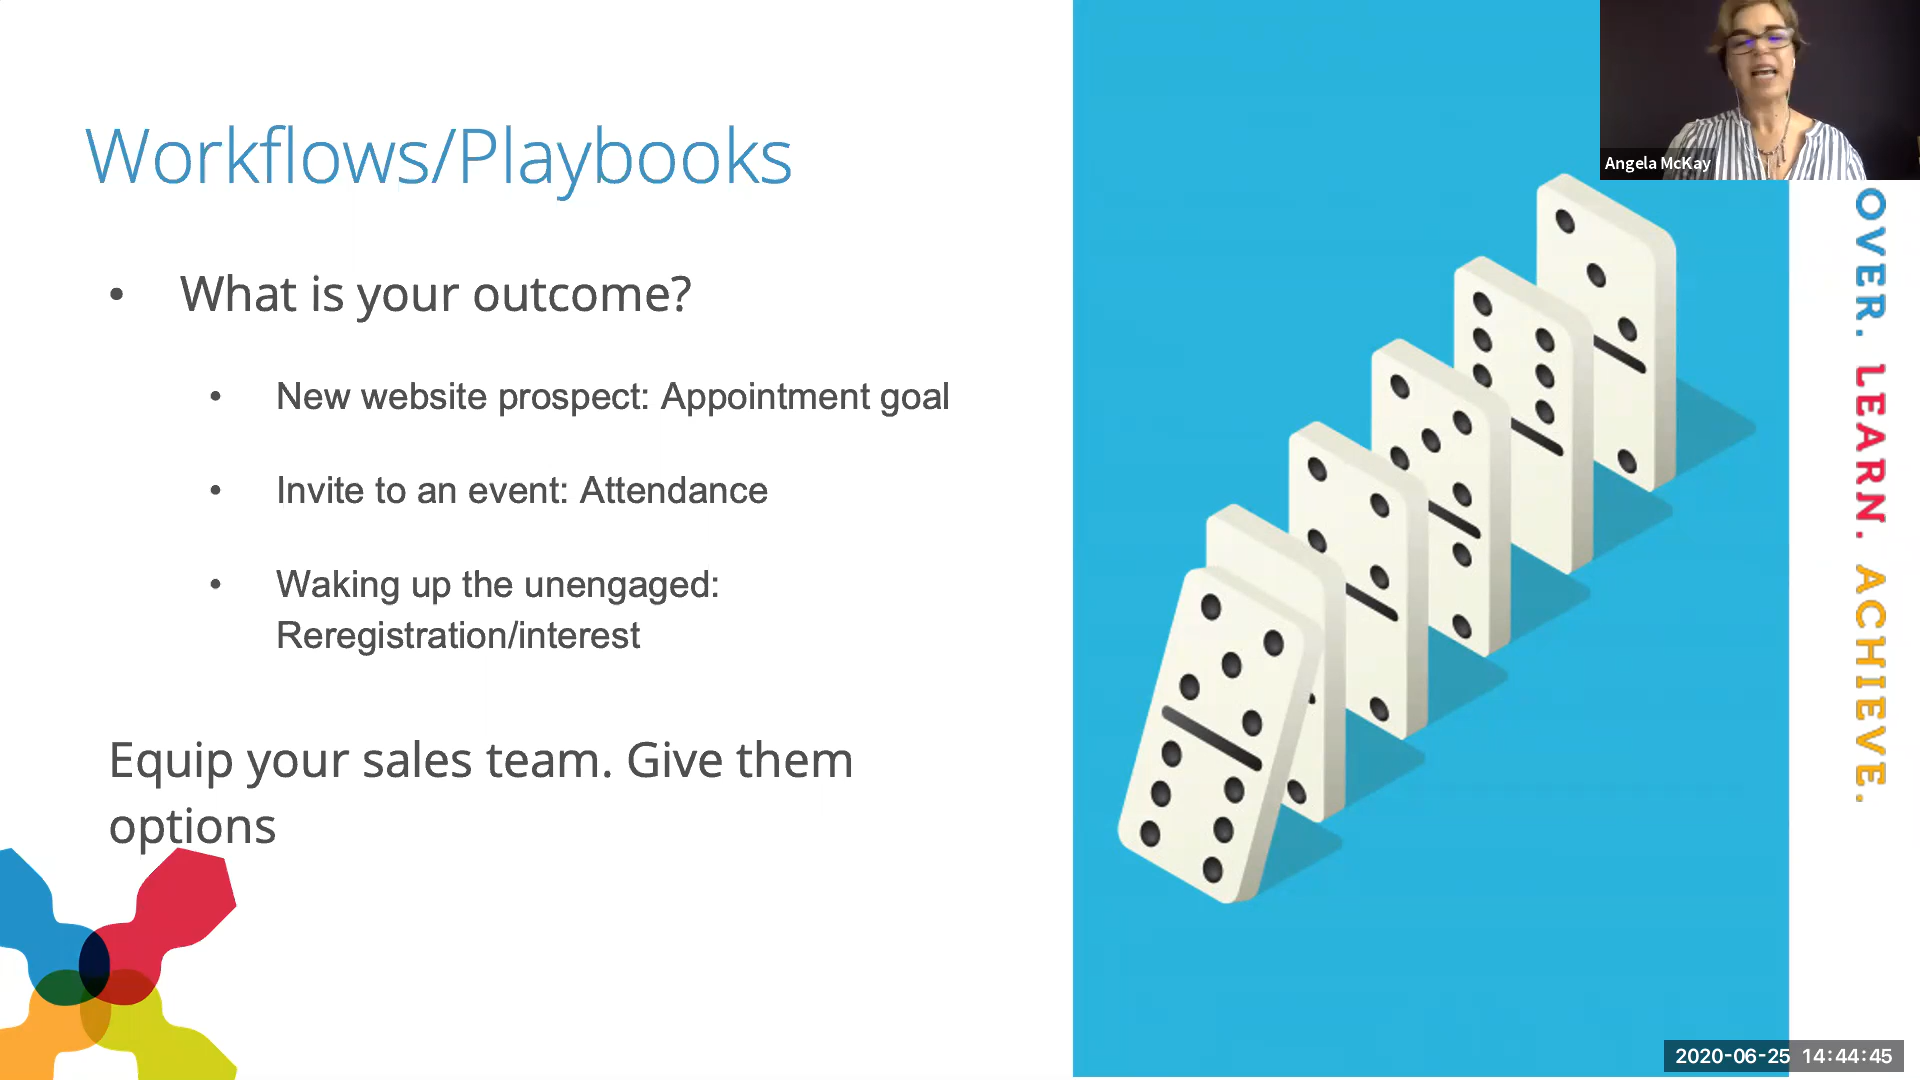 Workflows/Playbooks
• What is your outcome?
• New website prospect: Appointment goal
• Invite to an event: Attendance
• Waking up the unengaged:
Reregistration/interest
Equip your sales team. Give them
options
Angela McKay
OVER. LEARN. ACHIEVE.
2020-06-25 14:44:45